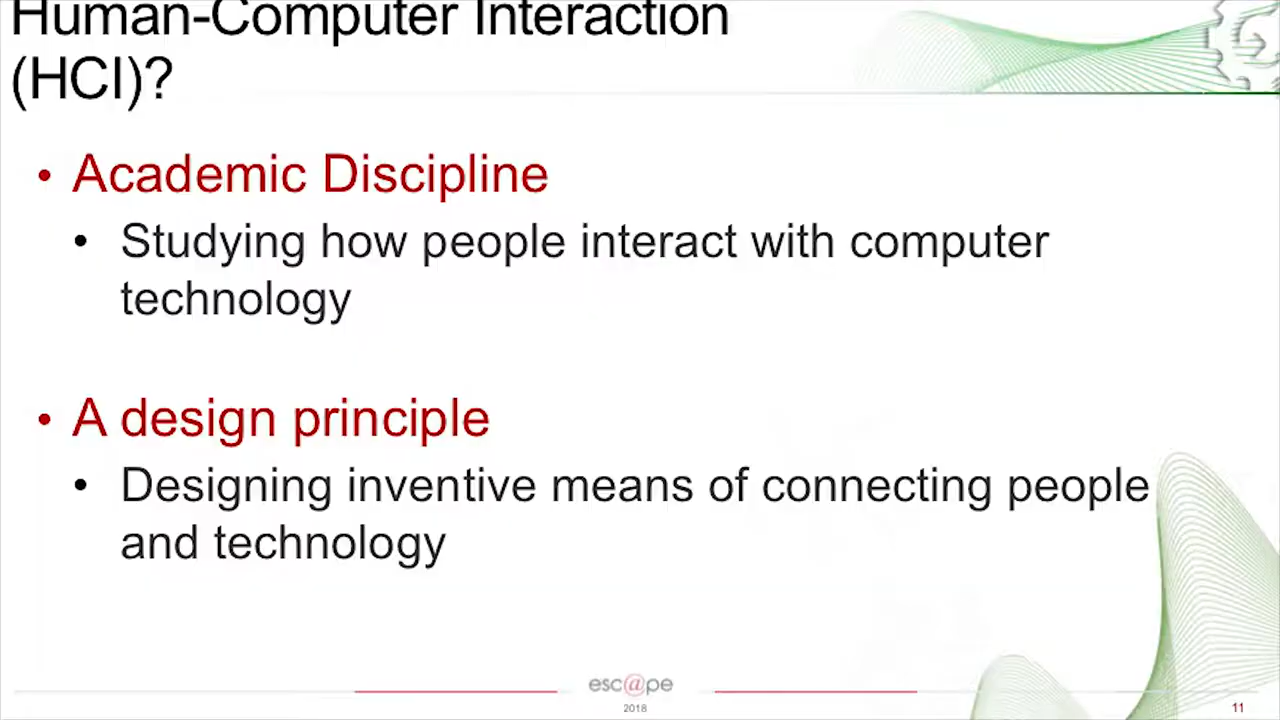 Human-Computer Interaction
(HCI)?
• Academic Discipline
• Studying how people interact with computer
technology
• A design principle
• Designing inventive means of connecting people
and technology
esc@pe
2018
11